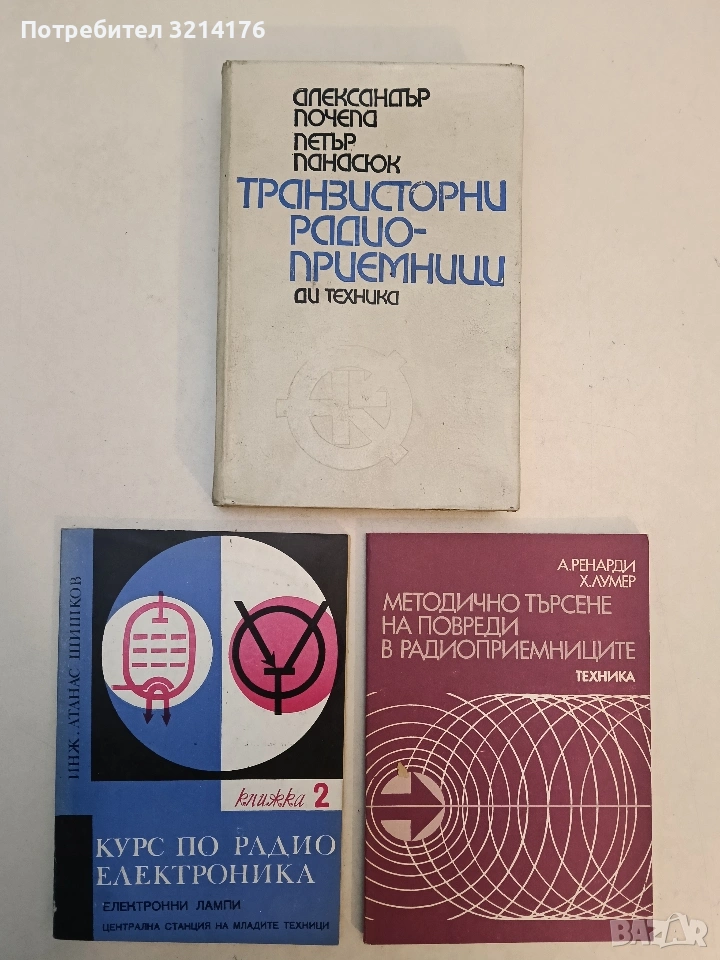 Потребител 3214176
АЛЕКСАНДЪР
ПОЧЕПА
ПЕТЪР
ПАНАСЮК
ТРАНЗИСТОРНИ
РАДИО-
ПРИЕМНИЦИ
ДИ ТЕХНИКА
ИНЖ. АТАНАС ШИШКОВ
книжка 2
КУРС ПО РАДИО
ЕЛЕКТРОНИКА
ЕЛЕКТРОННИ ЛАМПИ
ЦЕНТРАЛНА СТАНЦИЯ НА МЛАДИТЕ ТЕХНИЦИ
А.РЕНАРДИ
Х.ЛУМЕР
МЕТОДИЧНО ТЪРСЕНЕ
НА ПОВРЕДИ
В РАДИОПРИЕМНИЦИТЕ
ТЕХНИКА
BAZAR